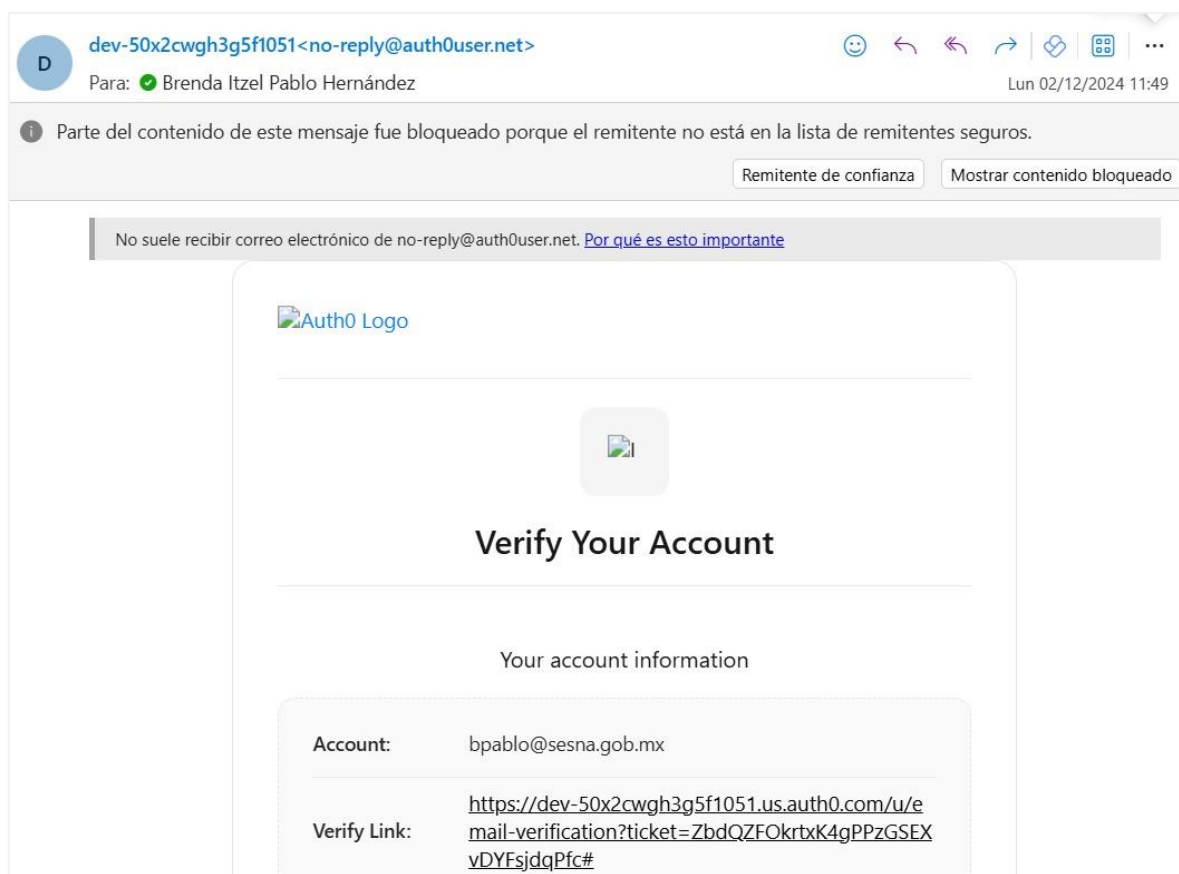 dev-50x2cwgh3g5f1051<no-reply@auth0user.net>
D
Para: Brenda Itzel Pablo Hernández
Lun 02/12/2024 11:49
Parte del contenido de este mensaje fue bloqueado porque el remitente no está en la lista de remitentes seguros.
Remitente de confianza
Mostrar contenido bloqueado
No suele recibir correo electrónico de no-reply@auth0user.net. Por qué es esto importante
Auth0 Logo
I
Verify Your Account
Your account information
Account: bpablo@sesna.gob.mx
https://dev-50x2cwgh3g5f1051.us.auth0.com/u/e
Verify Link: mail-verification?ticket=ZbdQZFOkrtxK4gPPzGSEX
vDYFsjdqPfc#